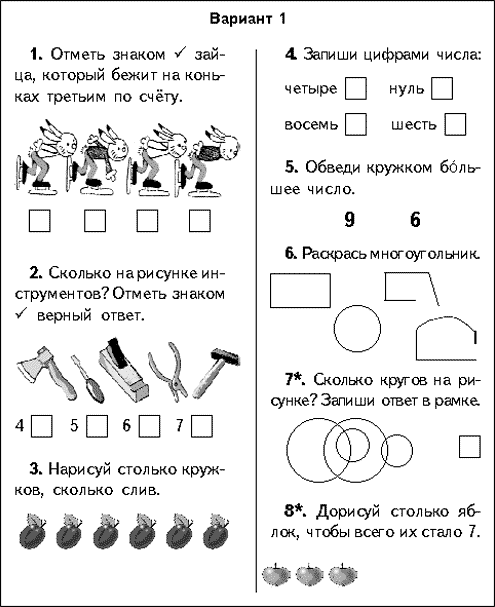 Вариант 1
1. Отметь знаком ✓ зай-
ца, который бежит на конь-
ках третьим по счёту.
2. Сколько на рисунке ин-
струментов? Отметь знаком
✓ верный ответ.
4 5 6 7
3. Нарисуй столько круж-
ков, сколько слив.
4. Запиши цифрами числа:
четыре нуль
восемь шесть
5. Обведи кружком бо́ль-
шее число.
9 6
6. Раскрась многоугольник.
7*. Сколько кругов на ри-
сунке? Запиши ответ в рамке.
8*. Дорисуй столько яб-
лок, чтобы всего их стало 7.